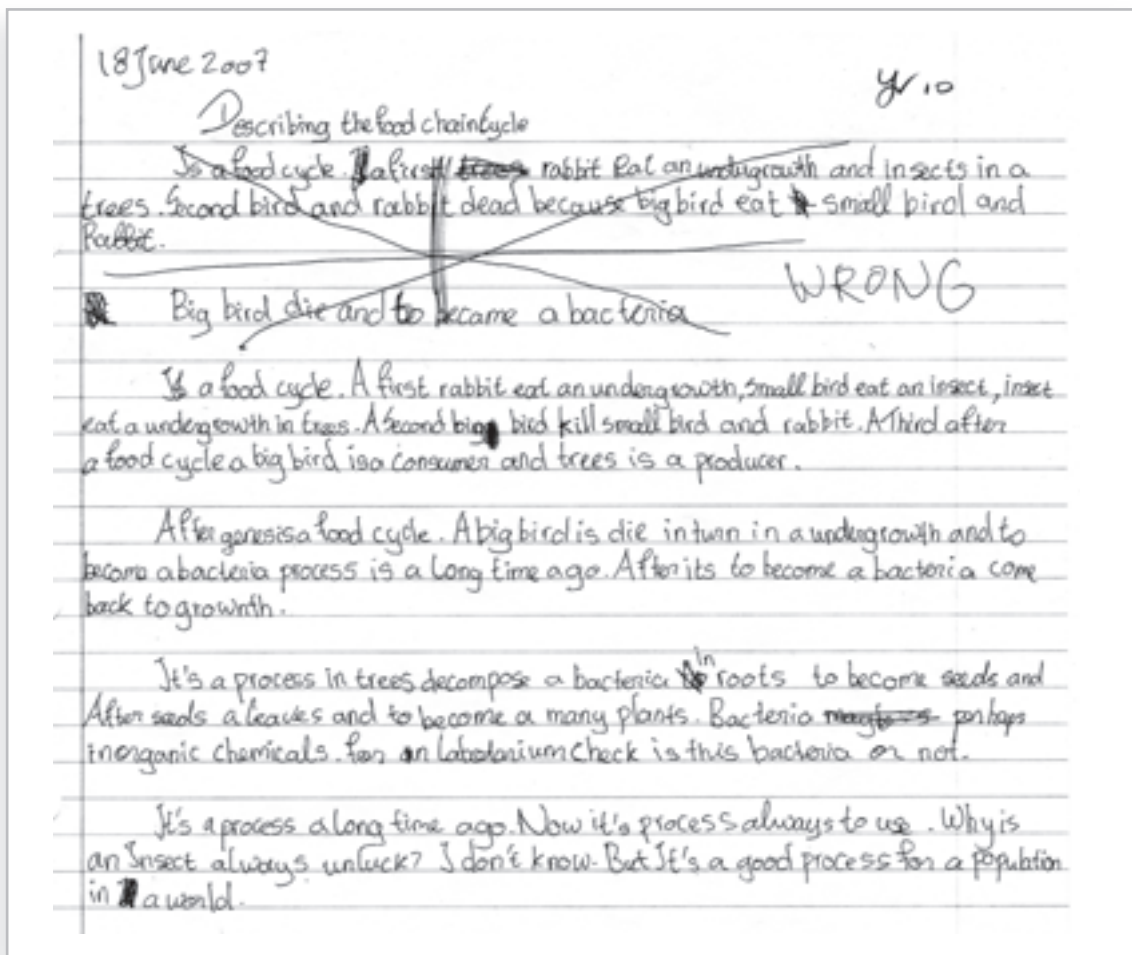 18 June 2007
yr 10
Describing the food chain Cycle
Is a food cycle. a first trees rabbit Eat an undugrowth and insects in a
trees. Second bird and rabbit dead because big bird eat small bird and
Rabbit.
WRONG
Big bird die and to became a bacteria
Is a food cycle. A first rabbit eat an undergrowth, small bird eat an insect, insect
eat a undergrowth in trees. A Second big bird kill small bird and rabbit. A Third after
a food cycle a big bird is a consumer and trees is a producer.
After genesis a food cycle. A big bird is die in turn in a undergrowth and to
become a bacteria process is a long time ago. After its to become a bacteria come
back to grownth.
It's a process in trees decompose a bacteria in roots to become seeds and
After seeds a leaves and to become a many plants. Bacteria perhaps
inorganic chemicals. for an labotanium Check is this bacteria or not.
It's a process a long time ago. Now it's process always to use. Why is
an Insect always unluck? I don't know. But It's a good process for a population
in a world.